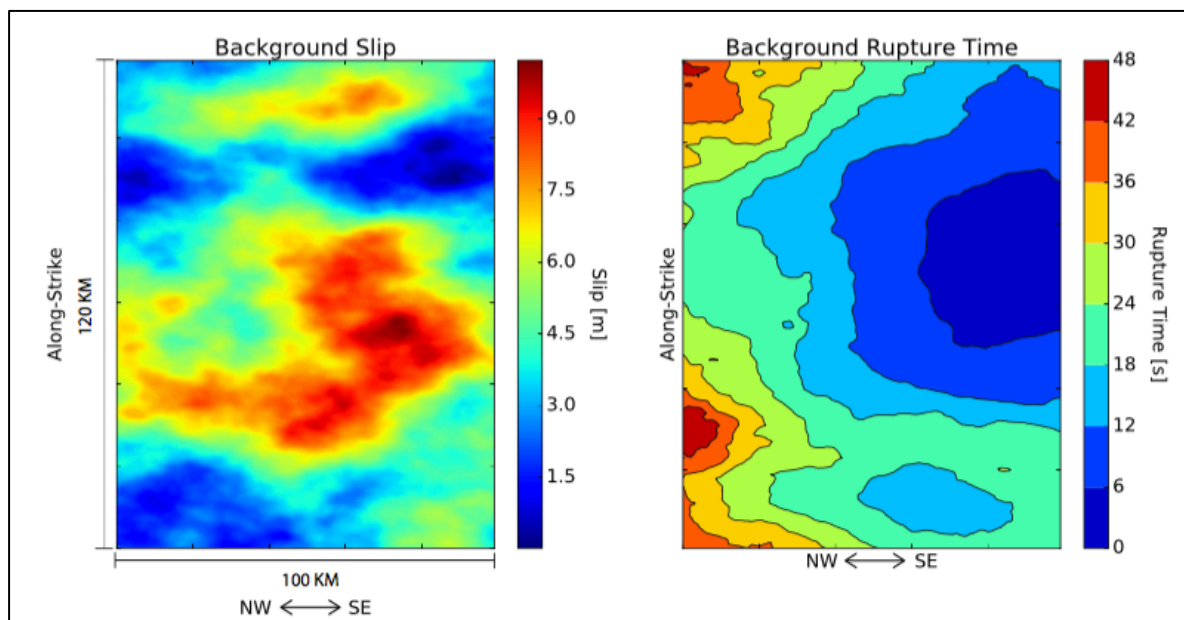 Background Slip
Along-Strike
120 KM
9.0
7.5
6.0
4.5
3.0
1.5
Slip [m]
100 KM
NW SE
Background Rupture Time
Along-Strike
48
42
36
30
24
18
12
6
0
Rupture Time [s]
NW SE